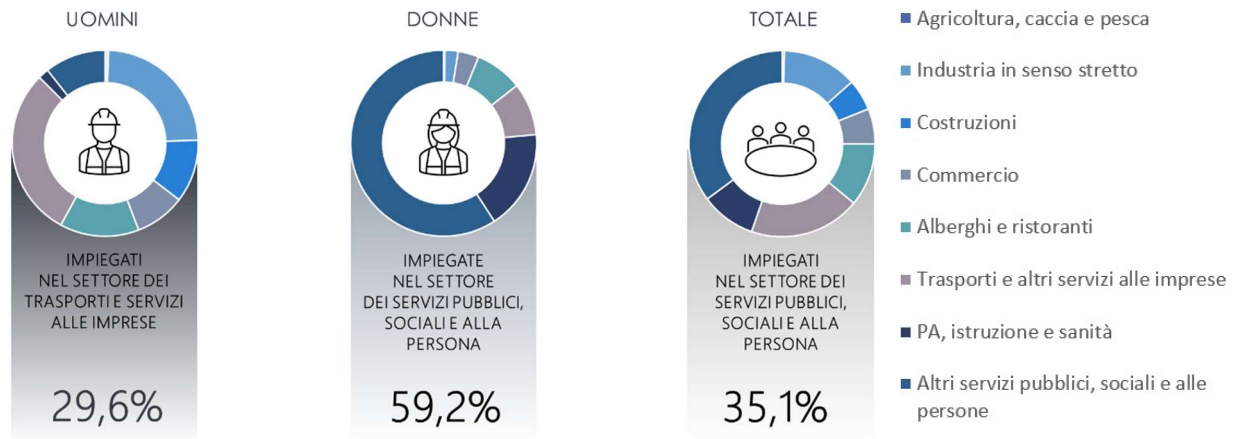 UOMINI
IMPIEGATI
NEL SETTORE DEI
TRASPORTI E SERVIZI
ALLE IMPRESE
29,6%
DONNE
IMPIEGATE
NEL SETTORE
DEI SERVIZI PUBBLICI,
SOCIALI E ALLA
PERSONA
59,2%
TOTALE
IMPIEGATI
NEL SETTORE DEI
SERVIZI PUBBLICI,
SOCIALI E ALLA
PERSONA
35,1%
Agricoltura, caccia e pesca
Industria in senso stretto
Costruzioni
Commercio
Alberghi e ristoranti
Trasporti e altri servizi alle imprese
PA, istruzione e sanità
Altri servizi pubblici, sociali e alle
persone